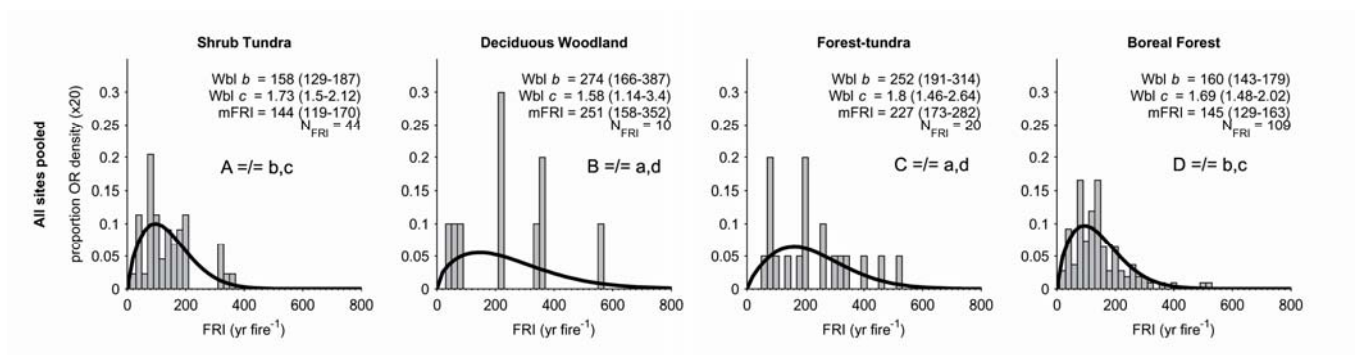 Shrub Tundra
Wbl b = 158 (129-187)
Wbl c = 1.73 (1.5-2.12)
mFRI = 144 (119-170)
N_FRI = 44
A =/= b,c
All sites pooled
proportion OR density (x20)
0.3
0.25
0.2
0.15
0.1
0.05
0
0 200 400 600 800
FRI (yr fire⁻¹)
Deciduous Woodland
Wbl b = 274 (166-387)
Wbl c = 1.58 (1.14-3.4)
mFRI = 251 (158-352)
N_FRI = 10
B =/= a,d
0.3
0.25
0.2
0.15
0.1
0.05
0
0 200 400 600 800
FRI (yr fire⁻¹)
Forest-tundra
Wbl b = 252 (191-314)
Wbl c = 1.8 (1.46-2.64)
mFRI = 227 (173-282)
N_FRI = 20
C =/= a,d
0.3
0.25
0.2
0.15
0.1
0.05
0
0 200 400 600 800
FRI (yr fire⁻¹)
Boreal Forest
Wbl b = 160 (143-179)
Wbl c = 1.69 (1.48-2.02)
mFRI = 145 (129-163)
N_FRI = 109
D =/= b,c
0.3
0.25
0.2
0.15
0.1
0.05
0
0 200 400 600 800
FRI (yr fire⁻¹)